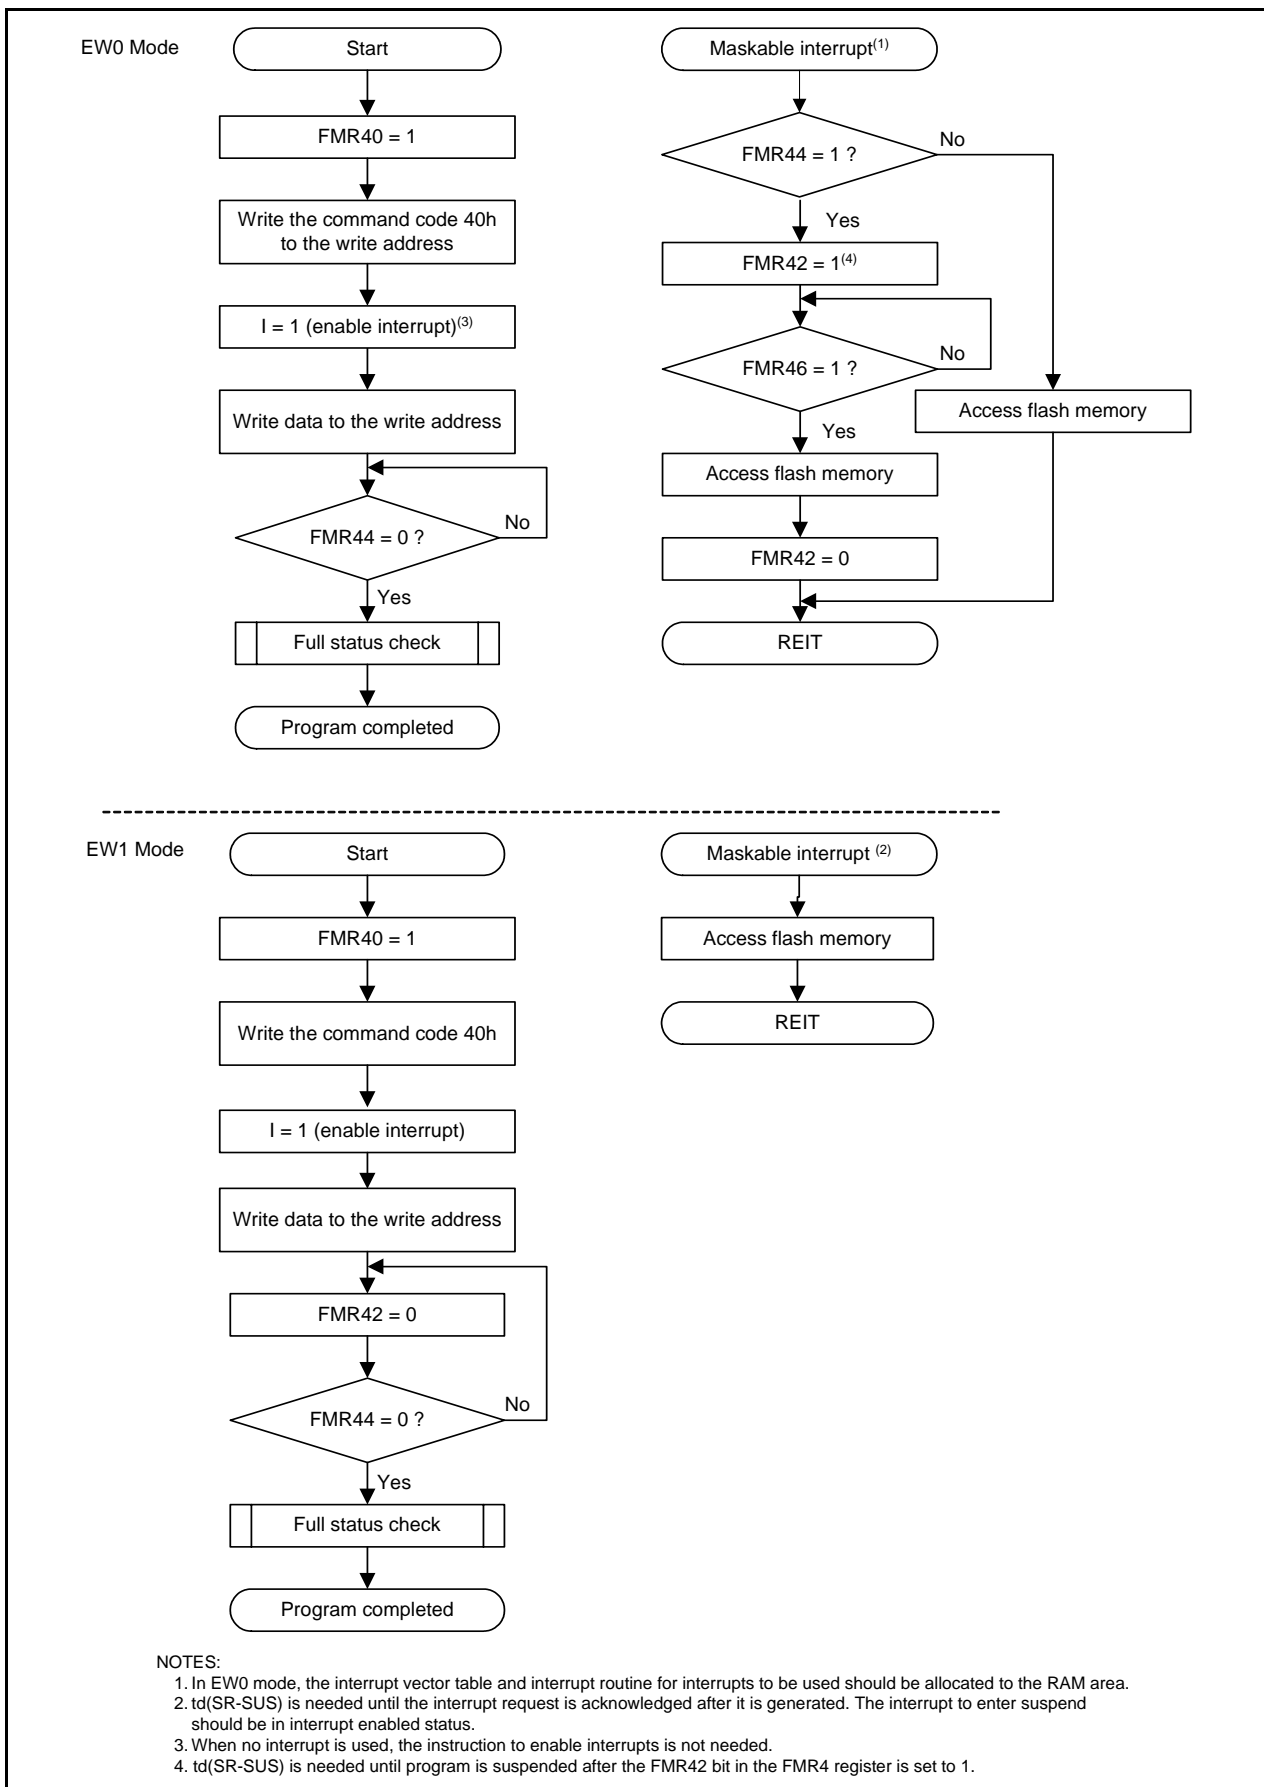 EW0 Mode
Start
FMR40 = 1
Write the command code 40h
to the write address
I = 1 (enable interrupt)(3)
Write data to the write address
FMR44 = 0 ?
No
Yes
Full status check
Program completed
Maskable interrupt(1)
FMR44 = 1 ?
No
Yes
FMR42 = 1(4)
FMR46 = 1 ?
No
Yes
Access flash memory
Access flash memory
FMR42 = 0
REIT
EW1 Mode
Start
FMR40 = 1
Write the command code 40h
I = 1 (enable interrupt)
Write data to the write address
FMR42 = 0
FMR44 = 0 ?
No
Yes
Full status check
Program completed
Maskable interrupt (2)
Access flash memory
REIT
NOTES:
1. In EW0 mode, the interrupt vector table and interrupt routine for interrupts to be used should be allocated to the RAM area.
2. td(SR-SUS) is needed until the interrupt request is acknowledged after it is generated. The interrupt to enter suspend
should be in interrupt enabled status.
3. When no interrupt is used, the instruction to enable interrupts is not needed.
4. td(SR-SUS) is needed until program is suspended after the FMR42 bit in the FMR4 register is set to 1.